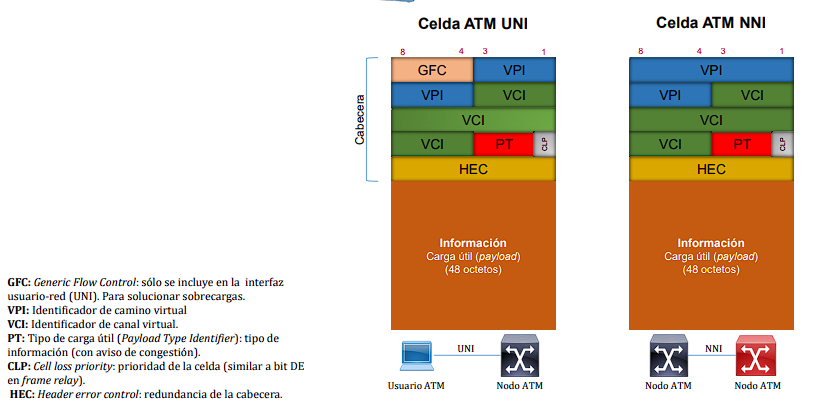 Celda ATM UNI
Celda ATM NNI
8 4 3 1
8 4 3 1
Cabecera
GFC VPI
VPI VCI
VCI
VCI PT CLP
HEC
Información
Carga útil (payload)
(48 octetos)
VPI
VPI VCI
VCI
VCI PT CLP
HEC
Información
Carga útil (payload)
(48 octetos)
GFC: Generic Flow Control: sólo se incluye en la interfaz
usuario-red (UNI). Para solucionar sobrecargas.
VPI: Identificador de camino virtual
VCI: Identificador de canal virtual.
PT: Tipo de carga útil (Payload Type Identifier): tipo de
información (con aviso de congestión).
CLP: Cell loss priority: prioridad de la celda (similar a bit DE
en frame relay).
HEC: Header error control: redundancia de la cabecera.
UNI
Usuario ATM Nodo ATM
NNI
Nodo ATM Nodo ATM